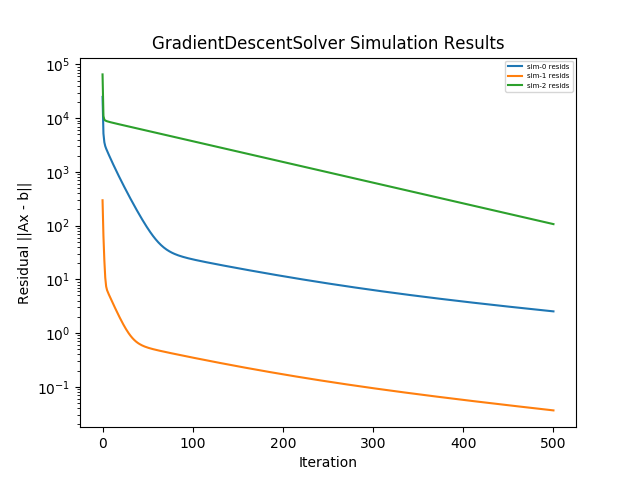 GradientDescentSolver Simulation Results
sim-0 resids
sim-1 resids
sim-2 resids
10^5
10^4
10^3
10^2
10^1
10^0
10^−1
Residual ||Ax - b||
0 100 200 300 400 500
Iteration